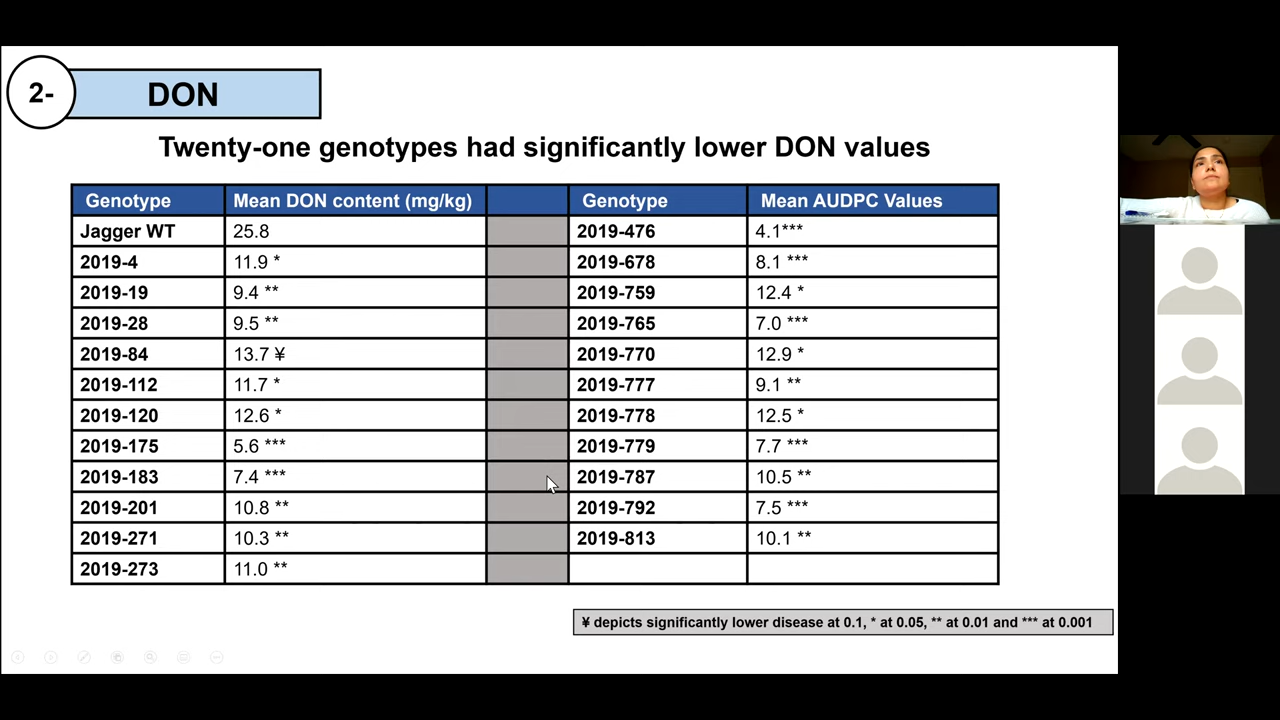 2-
DON
Twenty-one genotypes had significantly lower DON values
Genotype Mean DON content (mg/kg) Genotype Mean AUDPC Values
Jagger WT 25.8 2019-476 4.1***
2019-4 11.9 * 2019-678 8.1 ***
2019-19 9.4 ** 2019-759 12.4 *
2019-28 9.5 ** 2019-765 7.0 ***
2019-84 13.7 ¥ 2019-770 12.9 *
2019-112 11.7 * 2019-777 9.1 **
2019-120 12.6 * 2019-778 12.5 *
2019-175 5.6 *** 2019-779 7.7 ***
2019-183 7.4 *** 2019-787 10.5 **
2019-201 10.8 ** 2019-792 7.5 ***
2019-271 10.3 ** 2019-813 10.1 **
2019-273 11.0 **
¥ depicts significantly lower disease at 0.1, * at 0.05, ** at 0.01 and *** at 0.001